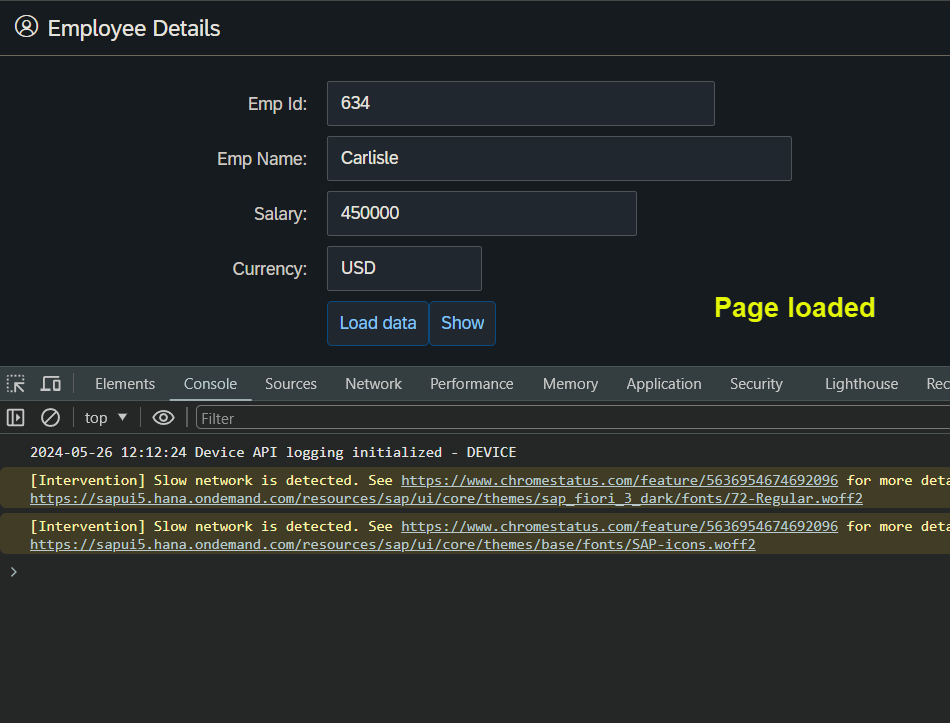 Employee Details
Emp Id: 634
Emp Name: Carlisle
Salary: 450000
Currency: USD
Load data Show
Page loaded
Elements Console Sources Network Performance Memory Application Security Lighthouse Rec
top Filter
2024-05-26 12:12:24 Device API logging initialized - DEVICE
[Intervention] Slow network is detected. See https://www.chromestatus.com/feature/5636954674692096 for more deta
https://sapui5.hana.ondemand.com/resources/sap/ui/core/themes/sap_fiori_3_dark/fonts/72-Regular.woff2
[Intervention] Slow network is detected. See https://www.chromestatus.com/feature/5636954674692096 for more deta
https://sapui5.hana.ondemand.com/resources/sap/ui/core/themes/base/fonts/SAP-icons.woff2